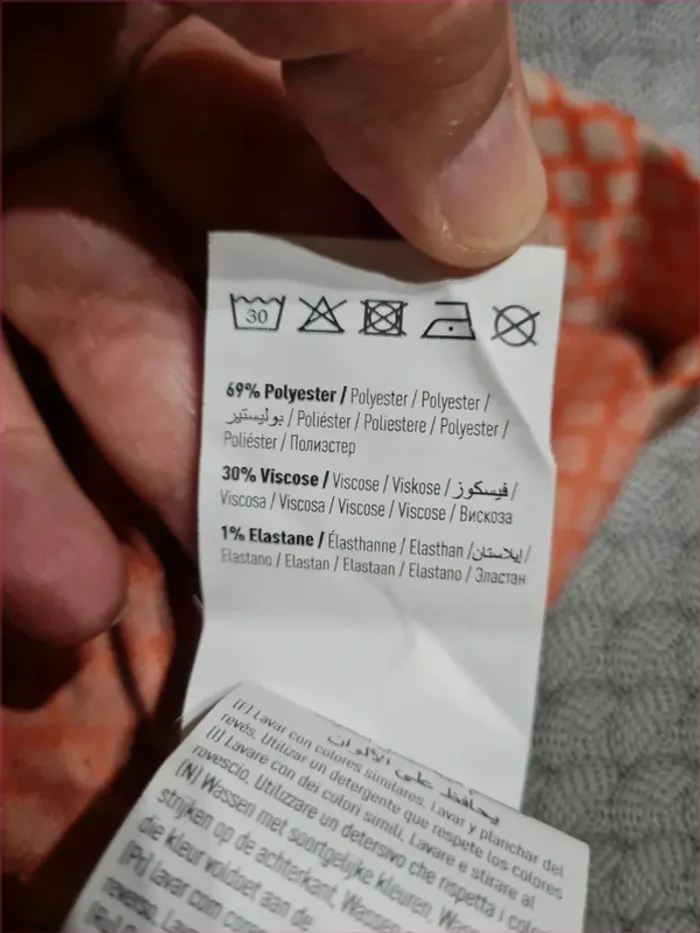 30
69% Polyester / Polyester / Polyester /
بوليستير / Poliéster / Poliestere / Polyester /
Poliéster / Полиэстер
30% Viscose / Viscose / Viskose / فيسكوز /
Viscosa / Viscosa / Viscose / Viscose / Вискоза
1% Elastane / Élasthanne / Elasthan / إيلاستان /
Elastano / Elastan / Elastaan / Elastano / Эластан
يحافظ على الألوان
(E) Lavar con colores similares. Lavar y planchar del
revés. Utilizar un detergente que respete los colores
(I) Lavare con dei colori simili. Lavare e stirare al
rovescio. Utilizzare un detersivo che rispetta i
(N) Wassen met soortgelijke kleuren,
strijken op de achterkant,
die kleur voldoet aan de
(Pr) lavar com
reverso.